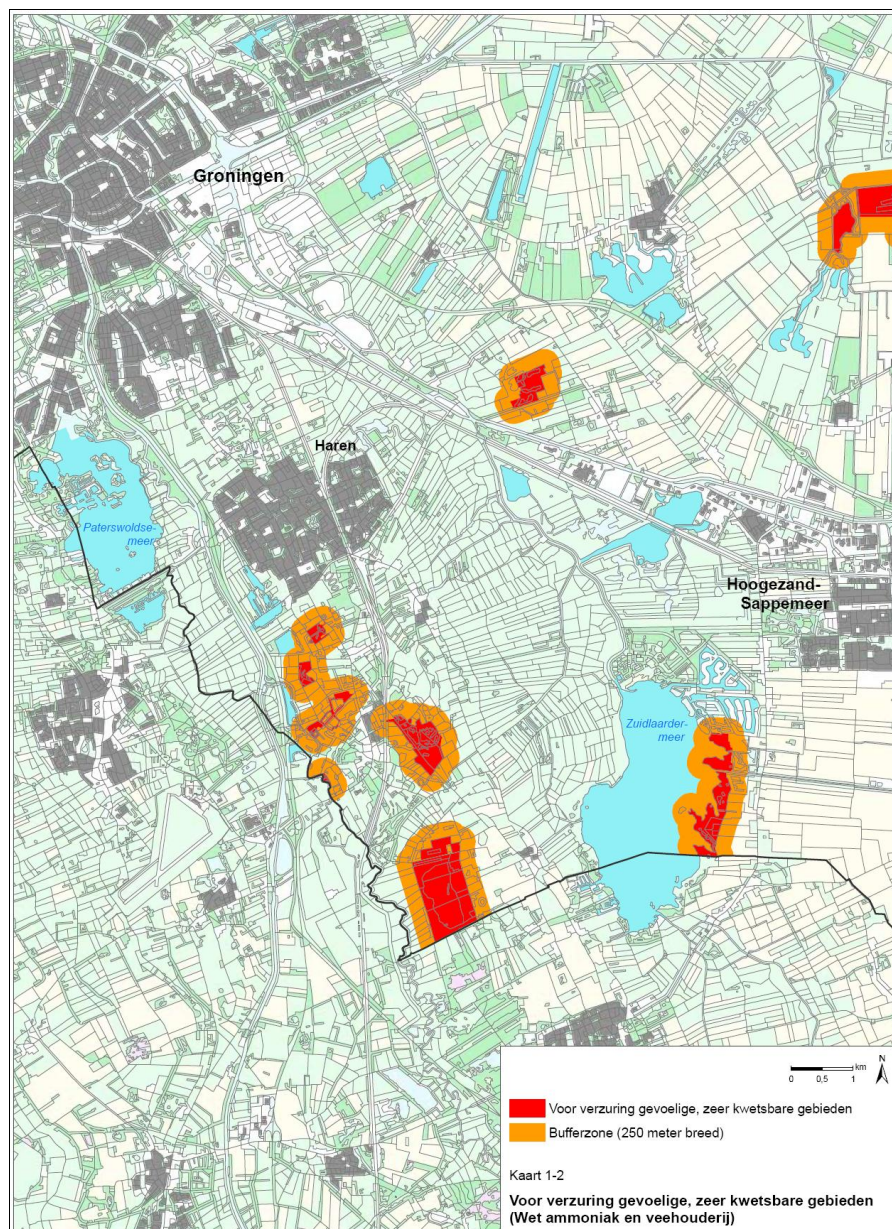 Groningen
Haren
Paterswoldse-
meer
Hoogezand-
Sappemeer
Zuidlaarder-
meer
N
km
0 0,5 1
Voor verzuring gevoelige, zeer kwetsbare gebieden
Bufferzone (250 meter breed)
Kaart 1-2
Voor verzuring gevoelige, zeer kwetsbare gebieden
(Wet ammoniak en veehouderij)